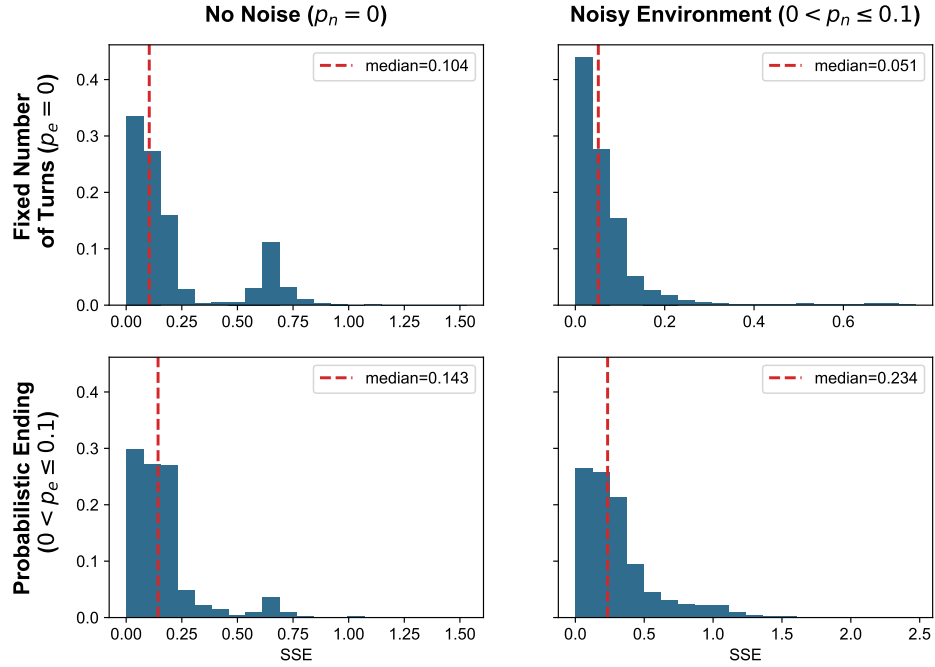 No Noise (pₙ = 0)
Noisy Environment (0 < pₙ ≤ 0.1)
Fixed Number
of Turns (pₑ = 0)
median=0.104
0.4
0.3
0.2
0.1
0.0
0.00 0.25 0.50 0.75 1.00 1.25 1.50
median=0.051
0.0 0.2 0.4 0.6
Probabilistic Ending
(0 < pₑ ≤ 0.1)
median=0.143
0.4
0.3
0.2
0.1
0.0
0.00 0.25 0.50 0.75 1.00 1.25 1.50
SSE
median=0.234
0.0 0.5 1.0 1.5 2.0 2.5
SSE